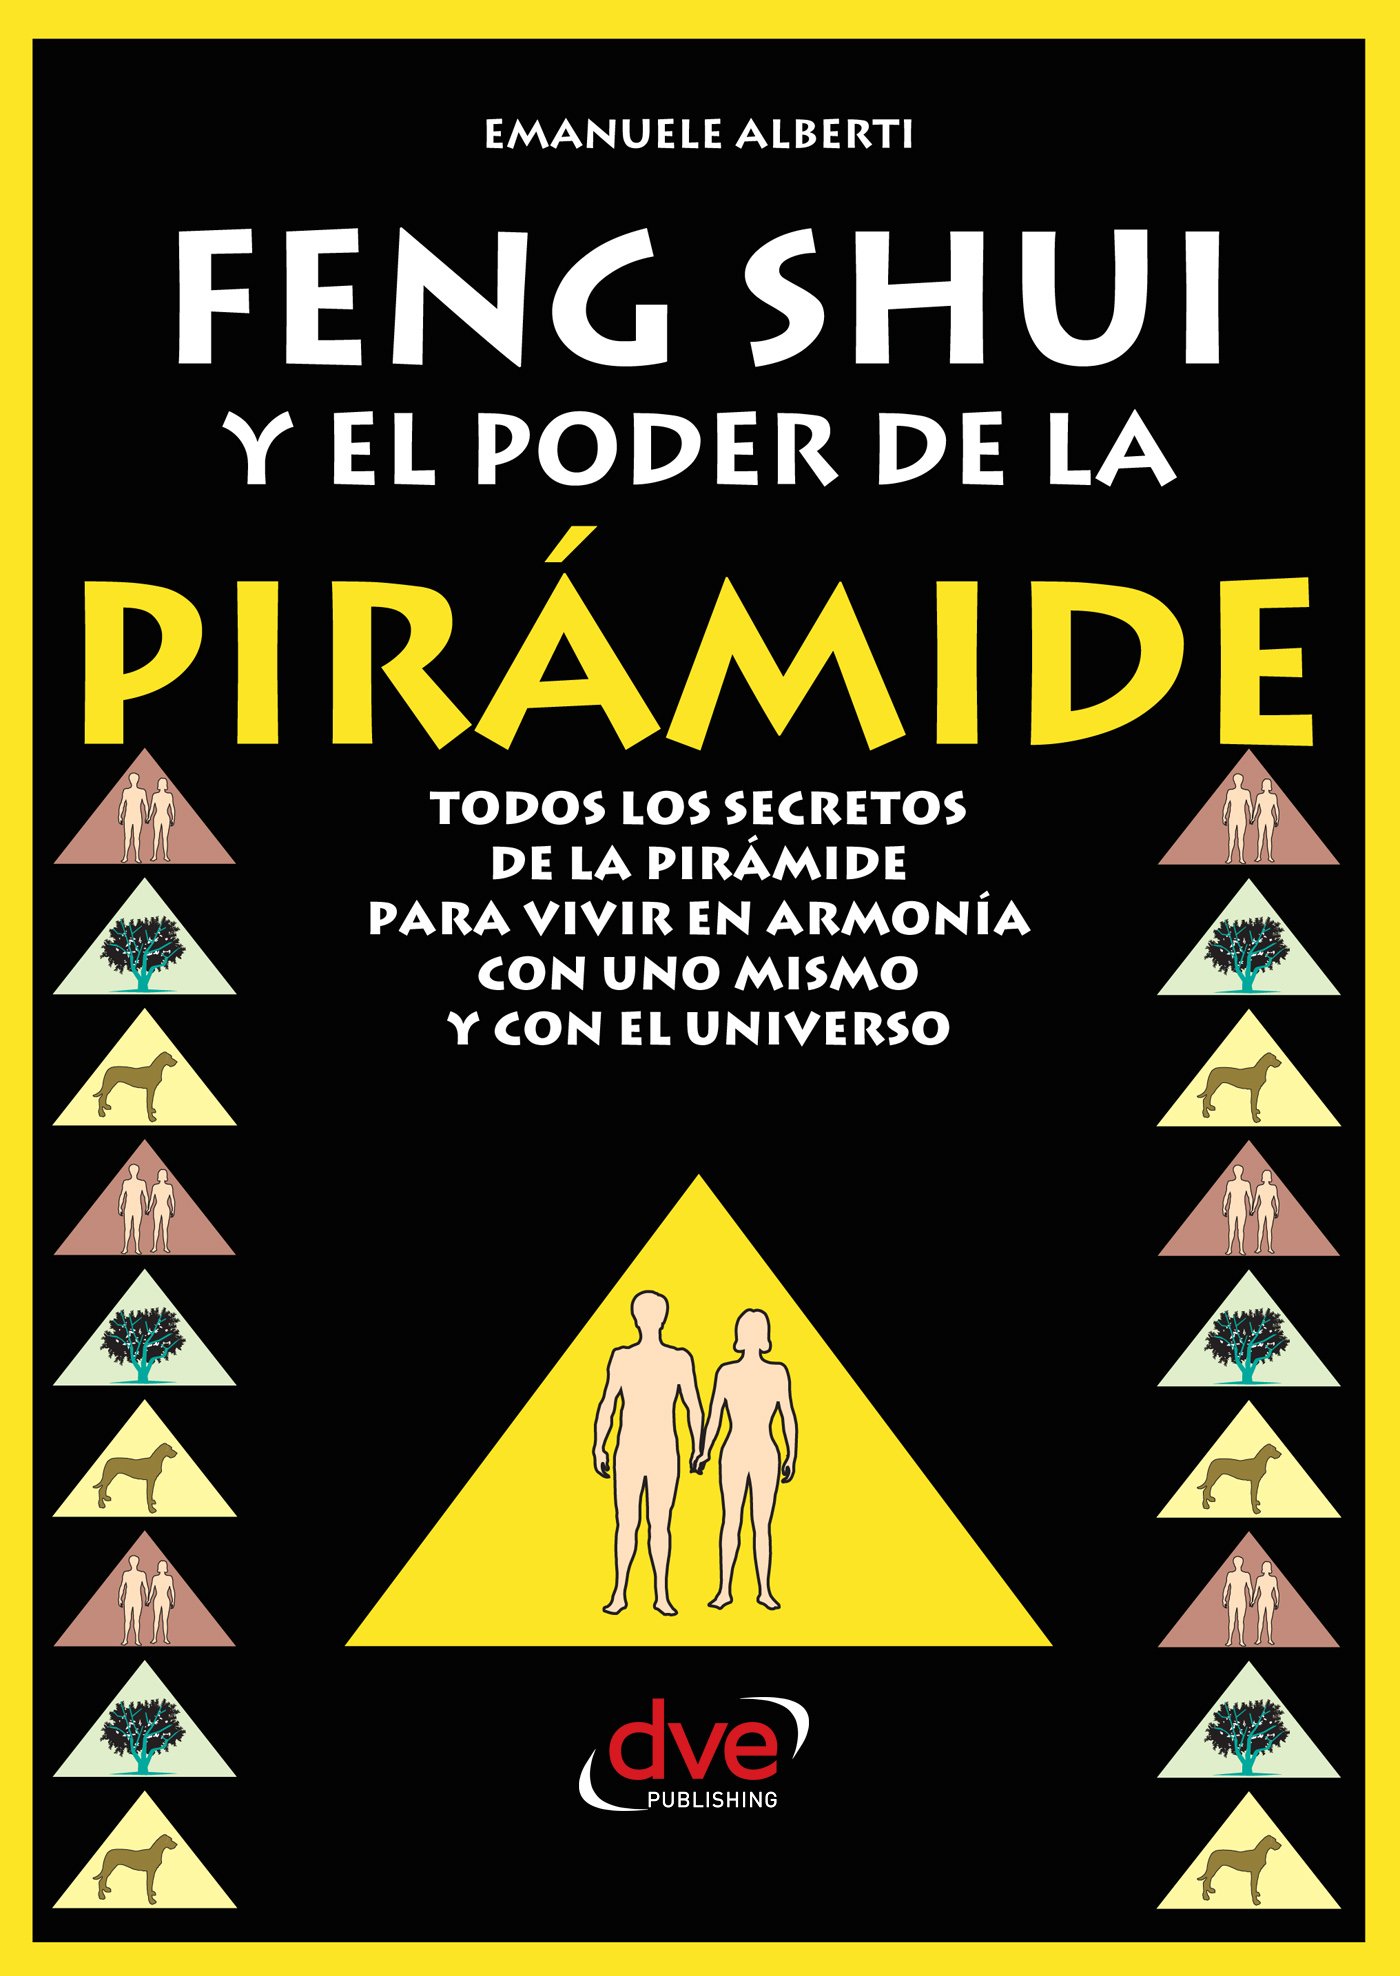 EMANUELE ALBERTI
FENG SHUI
Y EL PODER DE LA
PIRÁMIDE
TODOS LOS SECRETOS
DE LA PIRÁMIDE
PARA VIVIR EN ARMONÍA
CON UNO MISMO
Y CON EL UNIVERSO
dve
PUBLISHING